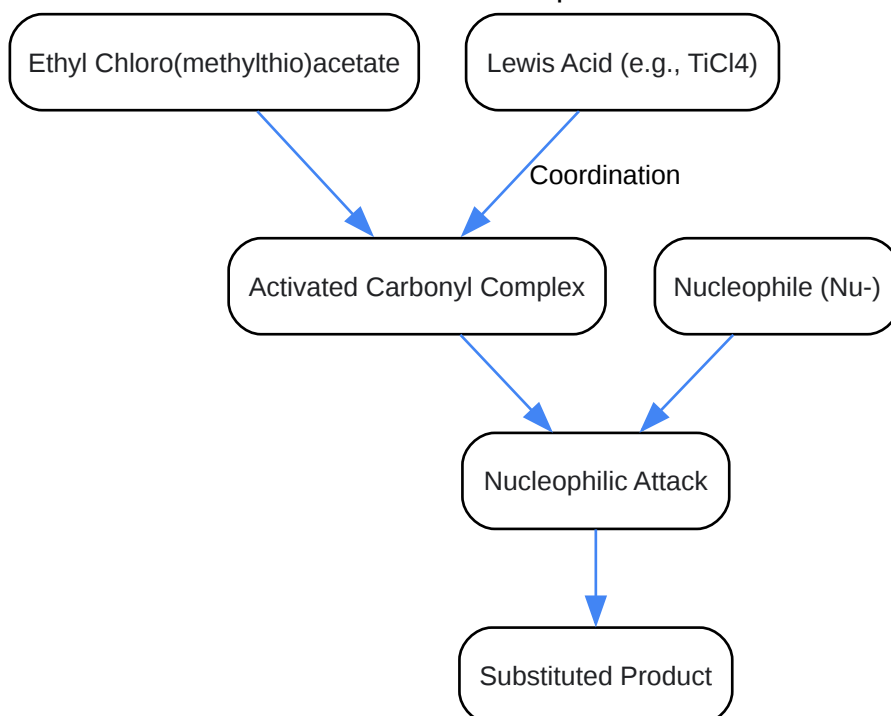 Ethyl Chloro(methylthio)acetate
Lewis Acid (e.g., TiCl4)
Coordination
Activated Carbonyl Complex
Nucleophile (Nu-)
Nucleophilic Attack
Substituted Product